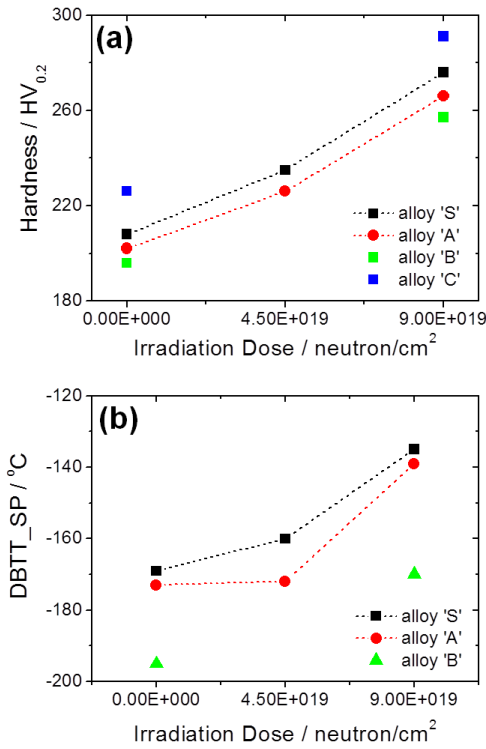 300
(a)
260
220
180
Hardness / HV0.2
alloy 'S'
alloy 'A'
alloy 'B'
alloy 'C'
0.00E+000 4.50E+019 9.00E+019
Irradiation Dose / neutron/cm²
-120
(b)
-140
-160
-180
-200
DBTT_SP / ºC
alloy 'S'
alloy 'A'
alloy 'B'
0.00E+000 4.50E+019 9.00E+019
Irradiation Dose / neutron/cm²